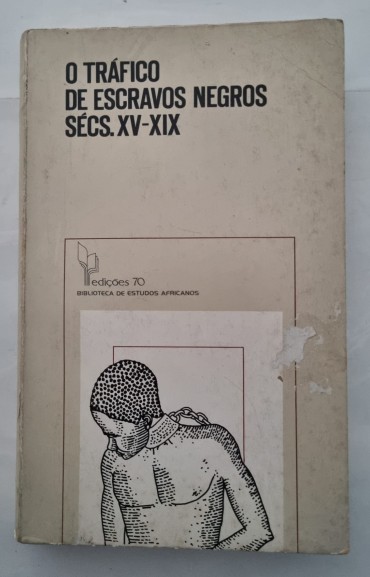 O TRÁFICO
DE ESCRAVOS NEGROS
SÉCS. XV-XIX
edições 70
BIBLIOTECA DE ESTUDOS AFRICANOS